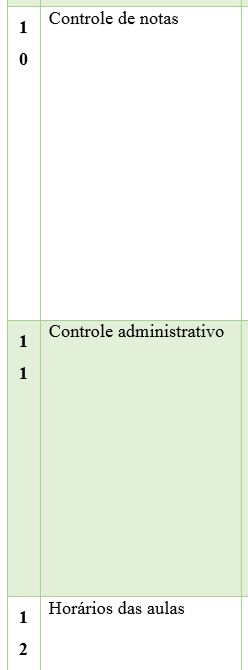 1
0
Controle de notas
1
1
Controle administrativo
1
2
Horários das aulas